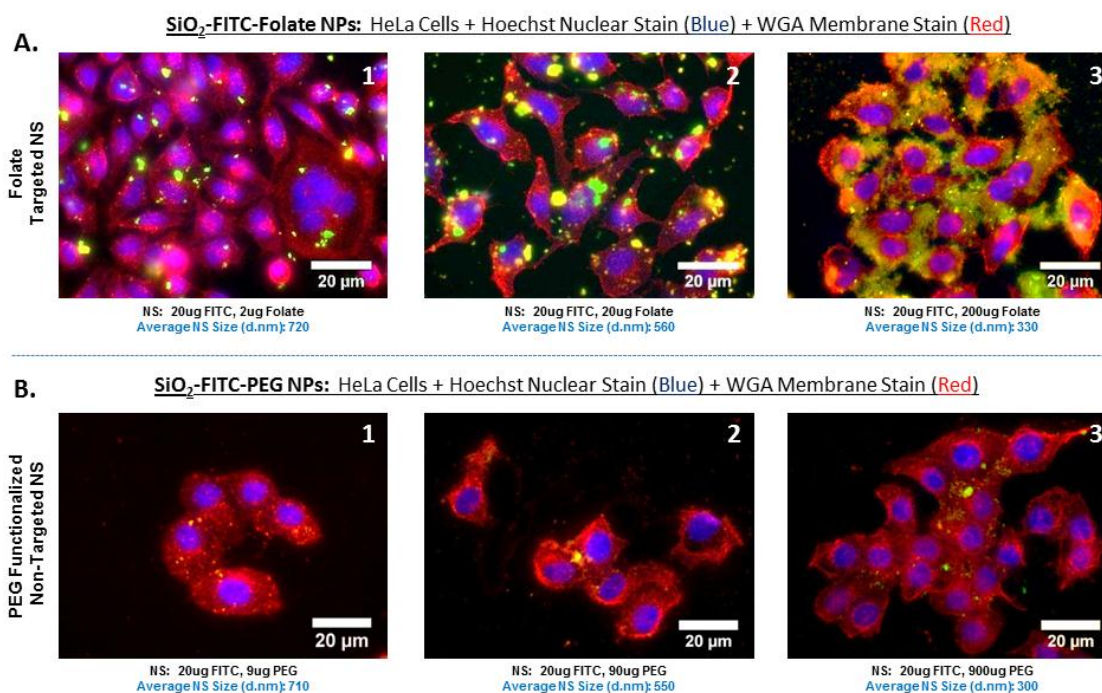 SiO₂-FITC-Folate NPs: HeLa Cells + Hoechst Nuclear Stain (Blue) + WGA Membrane Stain (Red)
A.
Folate
Targeted NS
1
20 µm
2
20 µm
3
20 µm
NS: 20ug FITC, 2ug Folate
Average NS Size (d.nm): 720
NS: 20ug FITC, 20ug Folate
Average NS Size (d.nm): 560
NS: 20ug FITC, 200ug Folate
Average NS Size (d.nm): 330
B.
SiO₂-FITC-PEG NPs: HeLa Cells + Hoechst Nuclear Stain (Blue) + WGA Membrane Stain (Red)
PEG Functionalized
Non-Targeted NS
1
20 µm
2
20 µm
3
20 µm
NS: 20ug FITC, 9ug PEG
Average NS Size (d.nm): 710
NS: 20ug FITC, 90ug PEG
Average NS Size (d.nm): 550
NS: 20ug FITC, 900ug PEG
Average NS Size (d.nm): 300